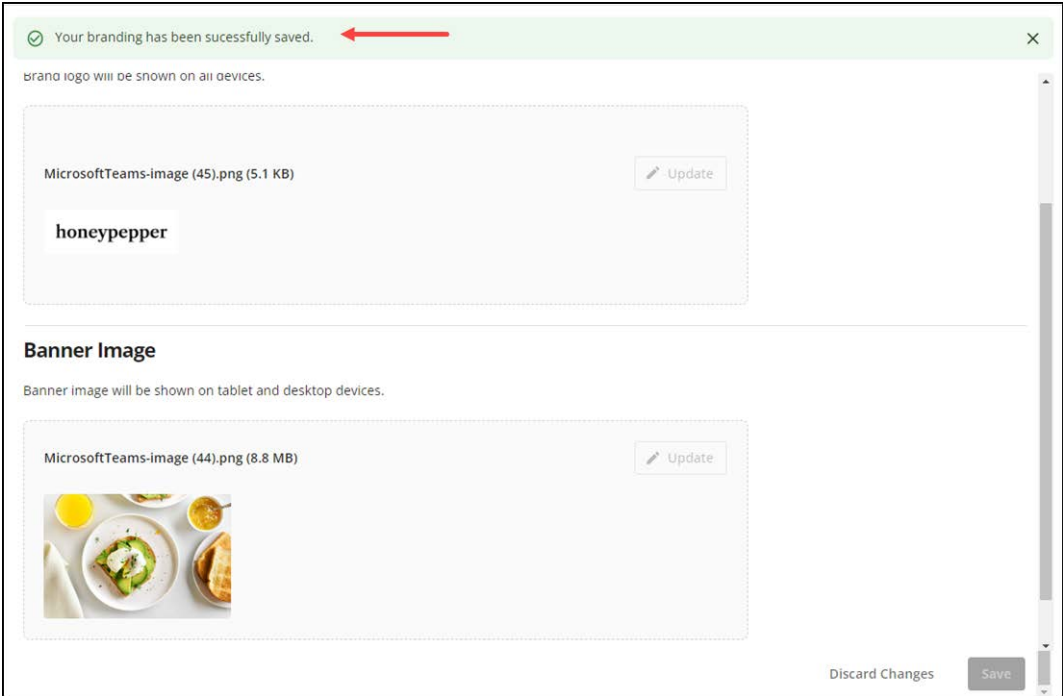 Your branding has been sucessfully saved.
Brand logo will be shown on all devices.
MicrosoftTeams-image (45).png (5.1 KB)
Update
honeypepper
Banner Image
Banner image will be shown on tablet and desktop devices.
MicrosoftTeams-image (44).png (8.8 MB)
Update
Discard Changes
Save